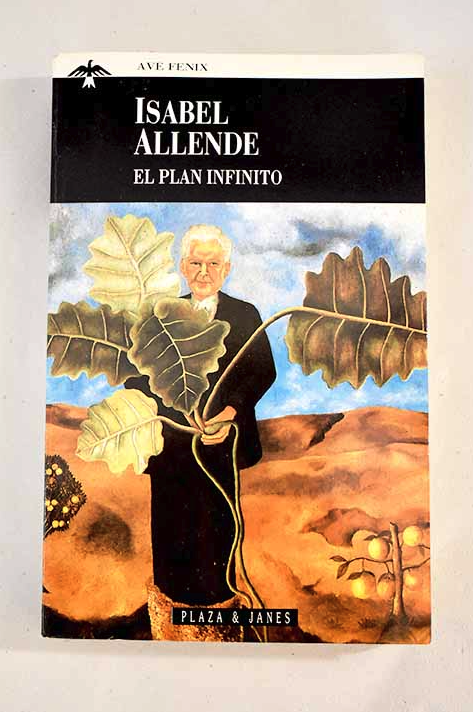 AVE FENIX
ISABEL
ALLENDE
EL PLAN INFINITO
PLAZA & JANES